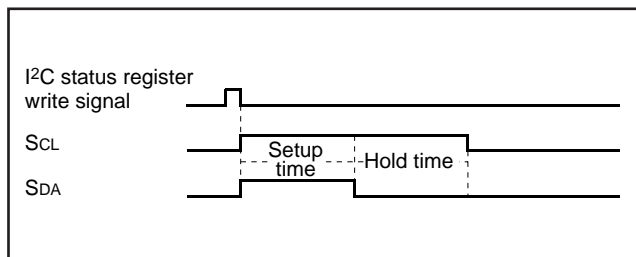 I²C status register
write signal
SCL
Setup
time
Hold time
SDA